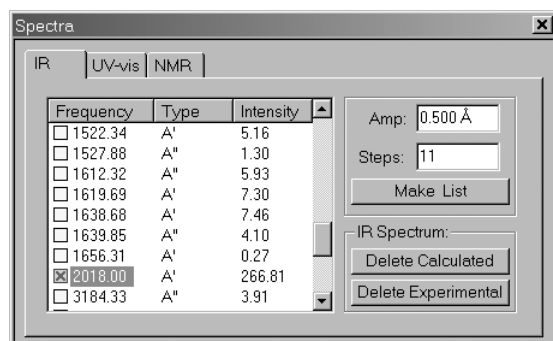 Spectra
IR UV-vis NMR
Frequency Type Intensity
1522.34 A' 5.16
1527.88 A" 1.30
1612.32 A" 5.93
1619.69 A' 7.30
1638.68 A' 7.46
1639.85 A" 4.10
1656.31 A' 0.27
2018.00 A' 266.81
3184.33 A" 3.91
Amp: 0.500 Å
Steps: 11
Make List
IR Spectrum:
Delete Calculated
Delete Experimental